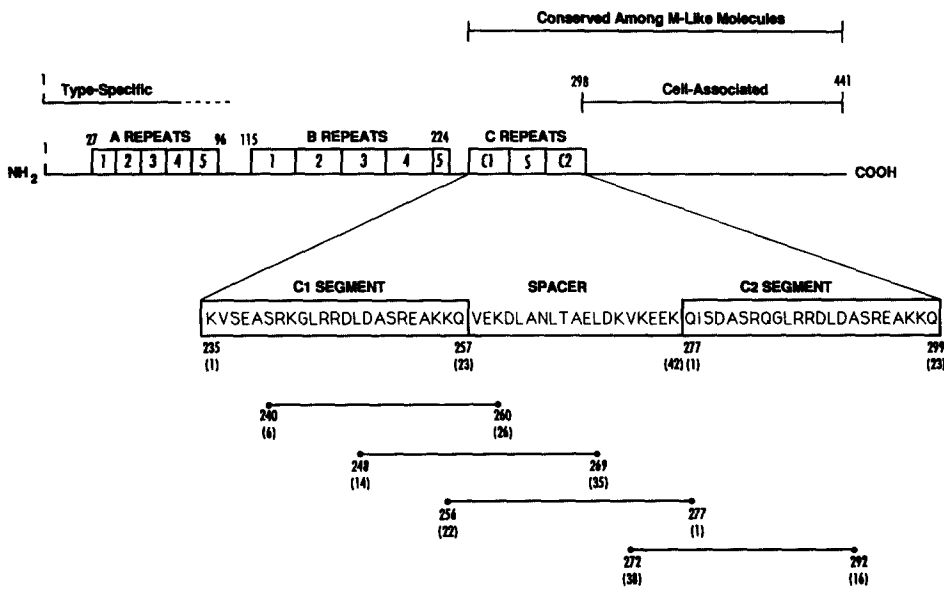 Conserved Among M-Like Molecules
1
Type-Specific
298
441
Cell-Associated
27
A REPEATS
96
115
B REPEATS
224
C REPEATS
1
NH2
1 2 3 4 5
1 2 3 4 5
C1 S C2
COOH
C1 SEGMENT
SPACER
C2 SEGMENT
KVSEASRKGLRRDLDASREAKKQ
VEKDLANLTAELDKVKEEK
QISDASRQGLRRDLDASREAKKQ
235
(1)
257
(23)
(42)
277
(1)
299
(23)
240
(6)
260
(26)
248
(14)
269
(35)
256
(22)
277
(1)
272
(38)
292
(16)